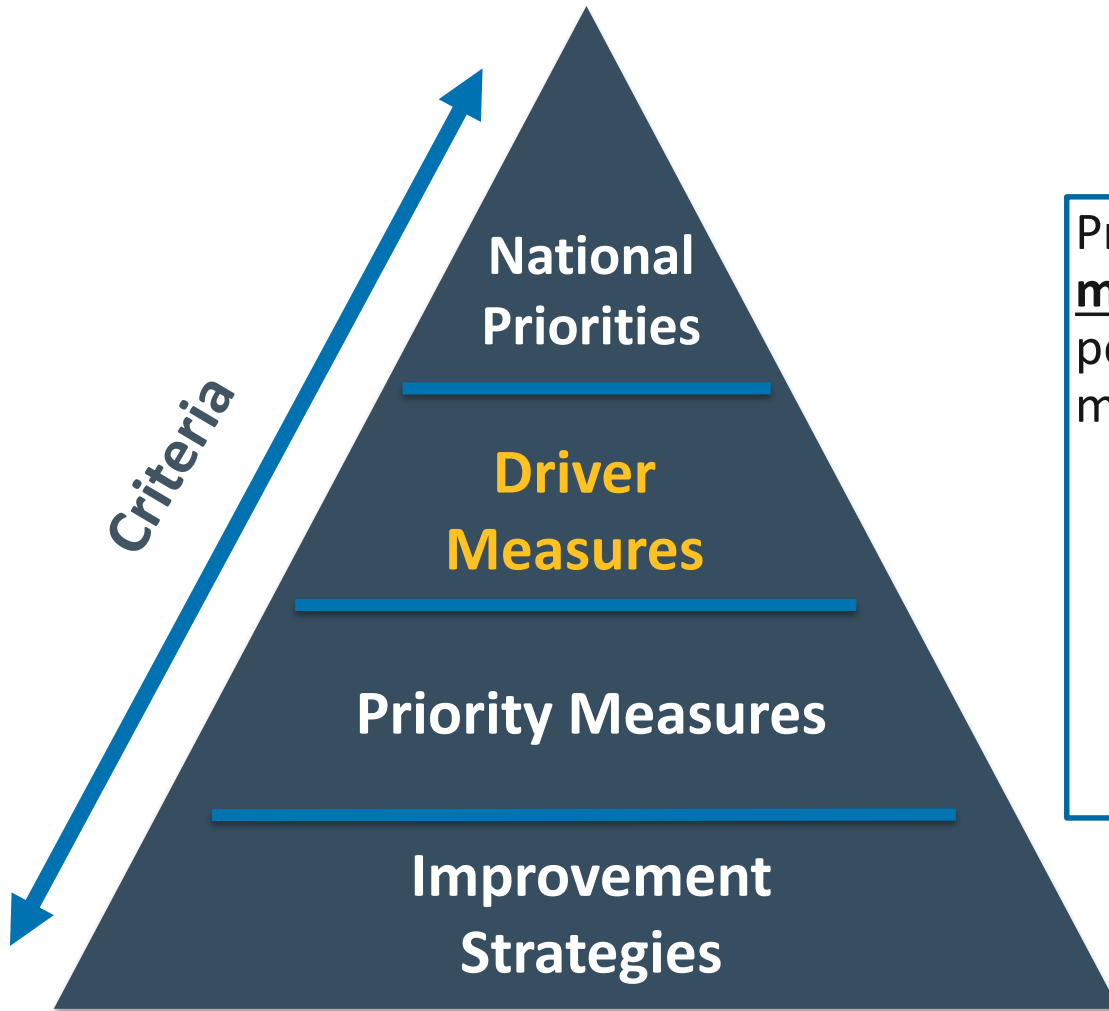 National
Priorities
Driver
Measures
Criteria
Priority Measures
Improvement
Strategies